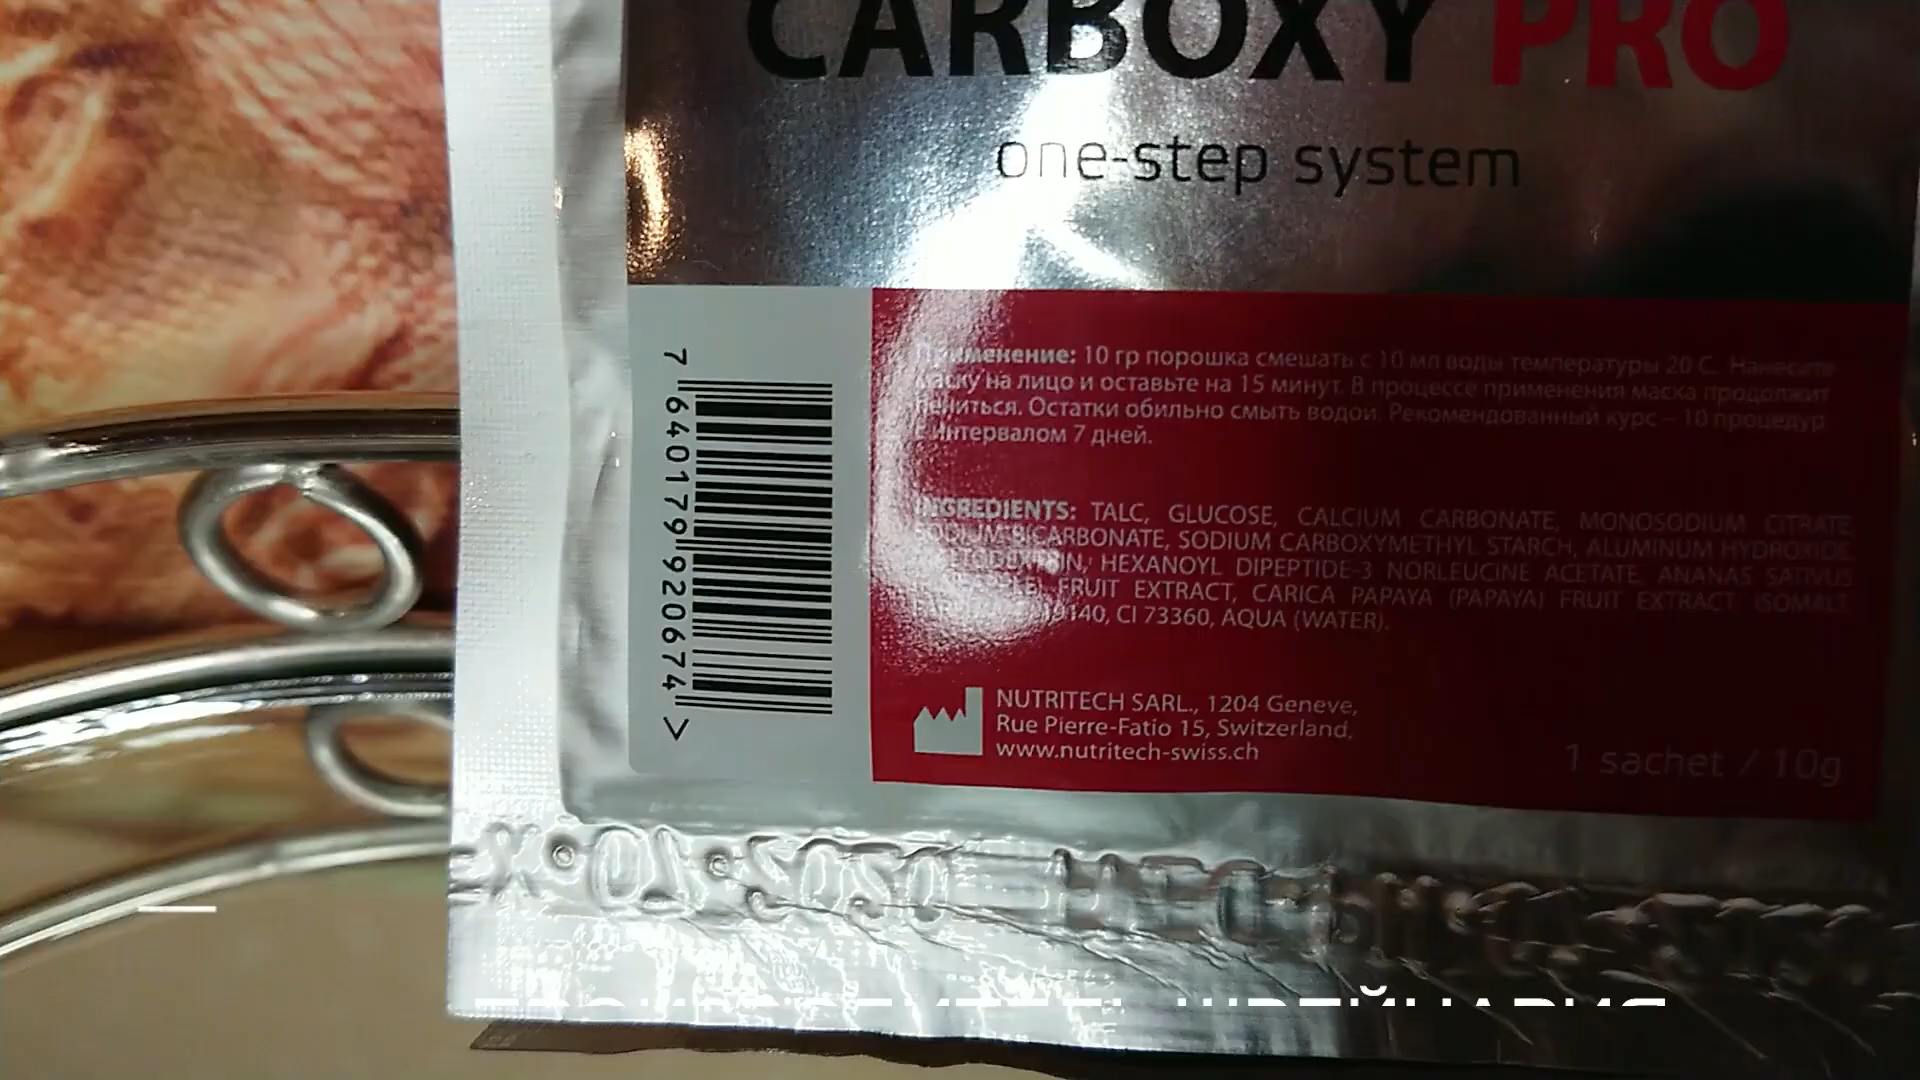 CARBOXY PRO
one-step system
Применение: 10 гр порошка смешать с 10 мл воды температуры 20 С. Нанесите
маску на лицо и оставьте на 15 минут. В процессе применения маска продолжит
пениться. Остатки обильно смыть водой. Рекомендованный курс – 10 процедур
с интервалом 7 дней.
INGREDIENTS: TALC, GLUCOSE, CALCIUM CARBONATE, MONOSODIUM CITRATE,
SODIUM BICARBONATE, SODIUM CARBOXYMETHYL STARCH, ALUMINUM HYDROXIDE,
HEXANOYL DIPEPTIDE-3 NORLEUCINE ACETATE, ANANAS SATIVUS
FRUIT EXTRACT, CARICA PAPAYA (PAPAYA) FRUIT EXTRACT, ISOMALT,
CI 73360, AQUA (WATER).
7 640179 920674 >
NUTRITECH SARL., 1204 Geneve,
Rue Pierre-Fatio 15, Switzerland,
www.nutritech-swiss.ch
1 sachet / 10g